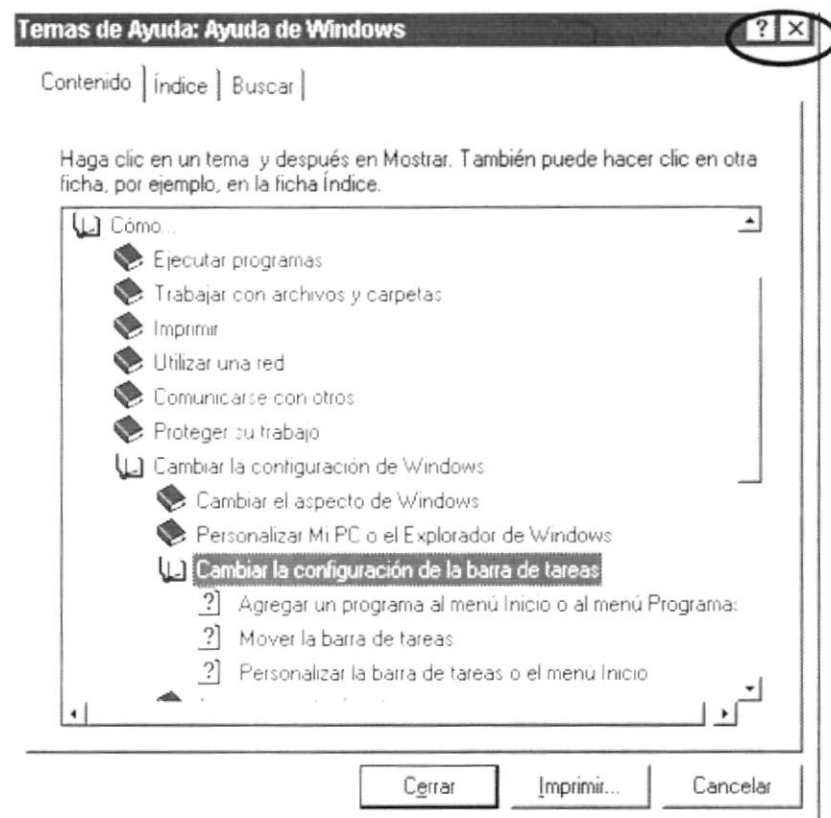 Temas de Ayuda: Ayuda de Windows
? ×
Contenido
Índice
Buscar
Haga clic en un tema y después en Mostrar. También puede hacer clic en otra
ficha, por ejemplo, en la ficha Índice.
Cómo...
Ejecutar programas
Trabajar con archivos y carpetas
Imprimir
Utilizar una red
Comunicarse con otros
Proteger su trabajo
Cambiar la configuración de Windows
Cambiar el aspecto de Windows
Personalizar Mi PC o el Explorador de Windows
Cambiar la configuración de la barra de tareas
? Agregar un programa al menú Inicio o al menú Programas
? Mover la barra de tareas
? Personalizar la barra de tareas o el menú Inicio
Cerrar
Imprimir...
Cancelar